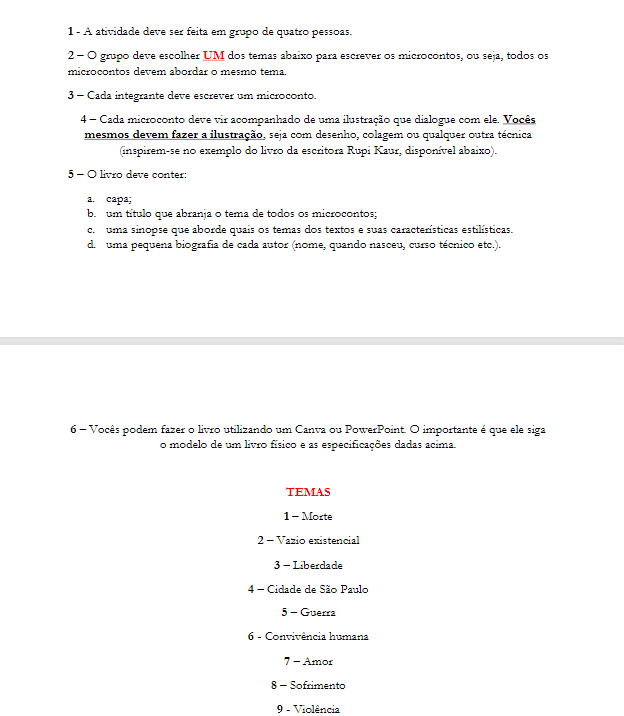 1 - A atividade deve ser feita em grupo de quatro pessoas.
2 – O grupo deve escolher UM dos temas abaixo para escrever os microcontos, ou seja, todos os
microcontos devem abordar o mesmo tema.
3 – Cada integrante deve escrever um microconto.
4 – Cada microconto deve vir acompanhado de uma ilustração que dialogue com ele. Vocês
mesmos devem fazer a ilustração, seja com desenho, colagem ou qualquer outra técnica
(inspirem-se no exemplo do livro da escritora Rupi Kaur, disponível abaixo).
5 – O livro deve conter:
a. capa;
b. um título que abranja o tema de todos os microcontos;
c. uma sinopse que aborde quais os temas dos textos e suas características estilísticas.
d. uma pequena biografia de cada autor (nome, quando nasceu, curso técnico etc.).
6 – Vocês podem fazer o livro utilizando um Canva ou PowerPoint. O importante é que ele siga
o modelo de um livro físico e as especificações dadas acima.
TEMAS
1 – Morte
2 – Vazio existencial
3 – Liberdade
4 – Cidade de São Paulo
5 – Guerra
6 - Convivência humana
7 – Amor
8 – Sofrimento
9 - Violência